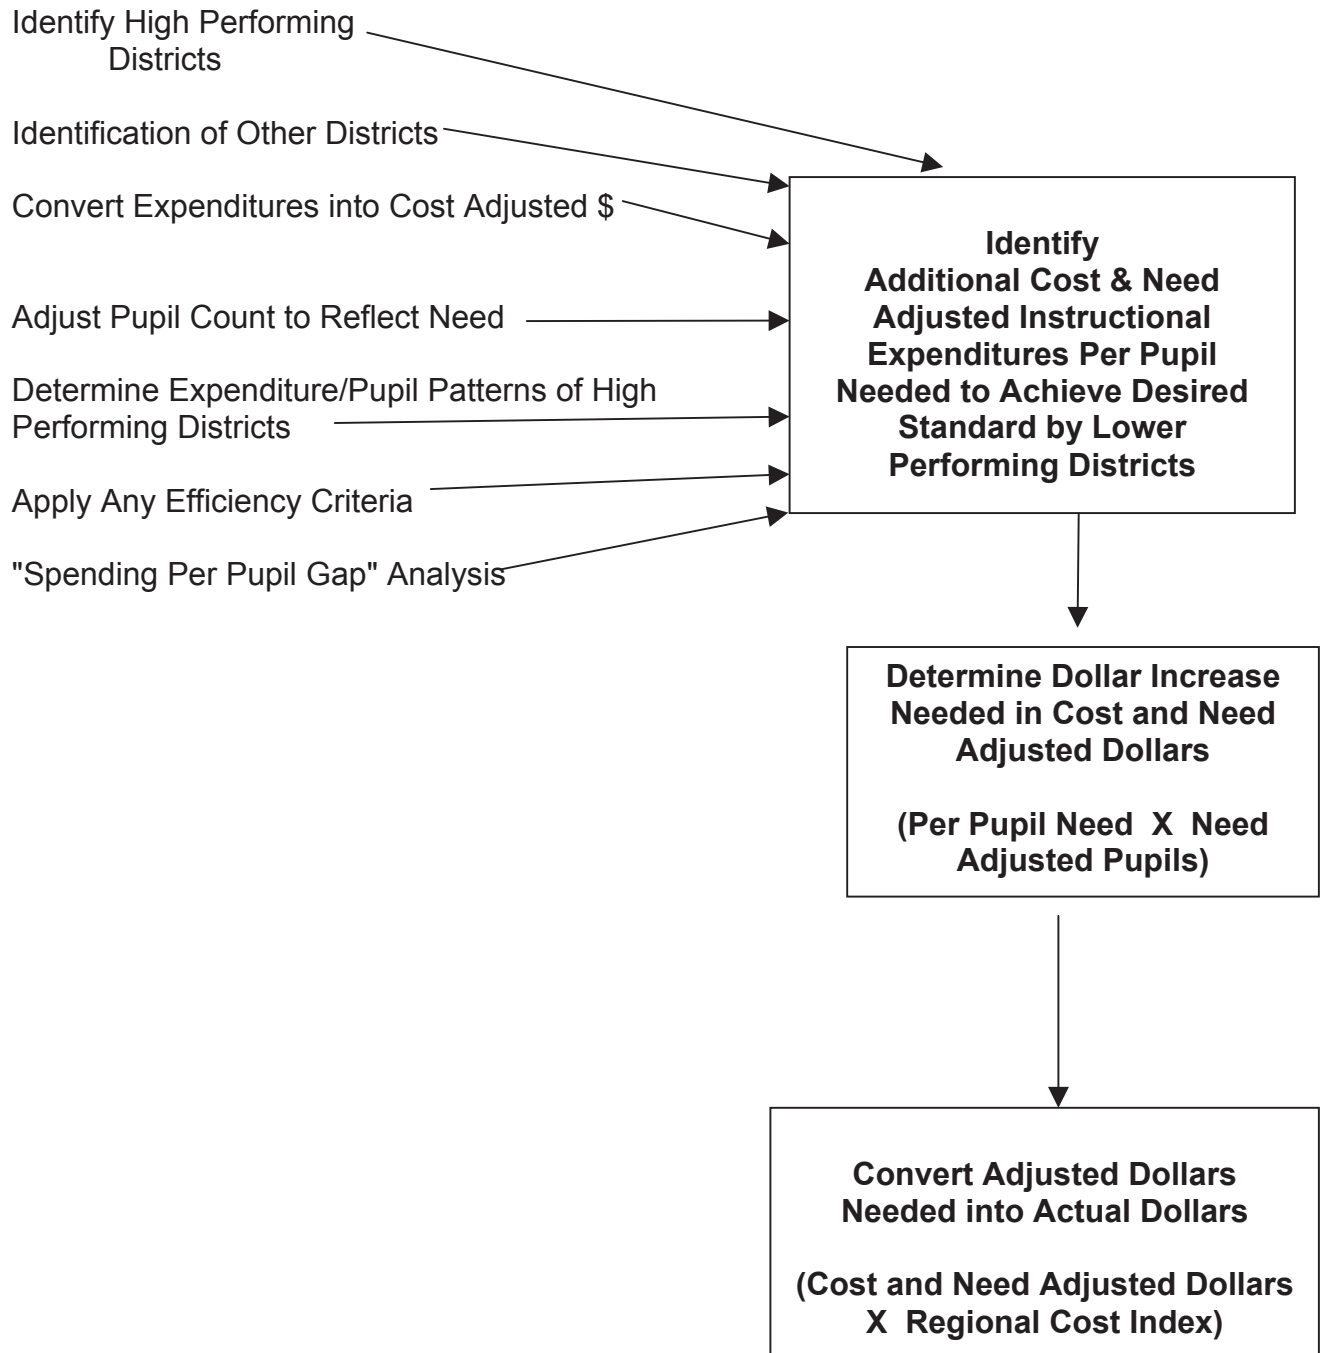 Identify High Performing
Districts
Identification of Other Districts
Convert Expenditures into Cost Adjusted $
Adjust Pupil Count to Reflect Need
Determine Expenditure/Pupil Patterns of High
Performing Districts
Apply Any Efficiency Criteria
"Spending Per Pupil Gap" Analysis
Identify
Additional Cost & Need
Adjusted Instructional
Expenditures Per Pupil
Needed to Achieve Desired
Standard by Lower
Performing Districts
Determine Dollar Increase
Needed in Cost and Need
Adjusted Dollars
(Per Pupil Need X Need
Adjusted Pupils)
Convert Adjusted Dollars
Needed into Actual Dollars
(Cost and Need Adjusted Dollars
X Regional Cost Index)